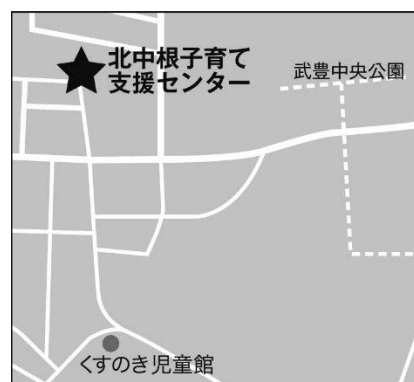 北中根子育て
支援センター
武豊中央公園
くすのき児童館